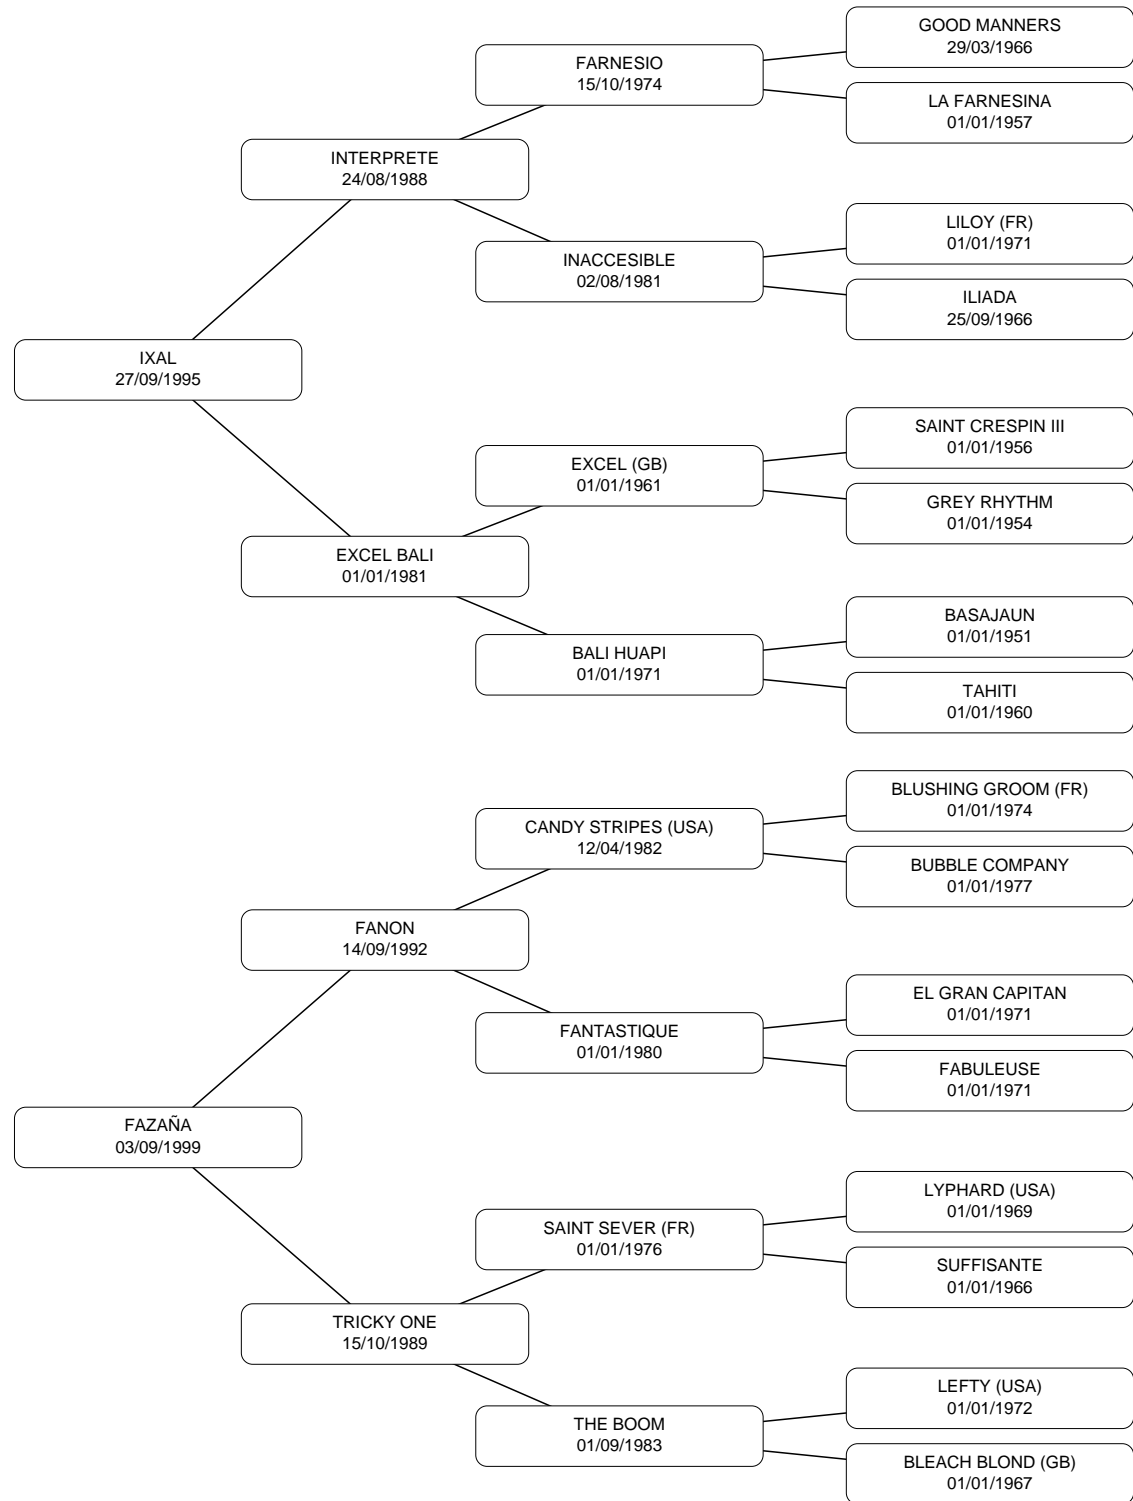 GOOD MANNERS
29/03/1966
FARNESIO
15/10/1974
LA FARNESINA
01/01/1957
INTERPRETE
24/08/1988
LILOY (FR)
01/01/1971
INACCESIBLE
02/08/1981
ILIADA
25/09/1966
IXAL
27/09/1995
SAINT CRESPIN III
01/01/1956
EXCEL (GB)
01/01/1961
GREY RHYTHM
01/01/1954
EXCEL BALI
01/01/1981
BASAJAUN
01/01/1951
BALI HUAPI
01/01/1971
TAHITI
01/01/1960
BLUSHING GROOM (FR)
01/01/1974
CANDY STRIPES (USA)
12/04/1982
BUBBLE COMPANY
01/01/1977
FANON
14/09/1992
EL GRAN CAPITAN
01/01/1971
FANTASTIQUE
01/01/1980
FABULEUSE
01/01/1971
FAZAÑA
03/09/1999
LYPHARD (USA)
01/01/1969
SAINT SEVER (FR)
01/01/1976
SUFFISANTE
01/01/1966
TRICKY ONE
15/10/1989
LEFTY (USA)
01/01/1972
THE BOOM
01/09/1983
BLEACH BLOND (GB)
01/01/1967